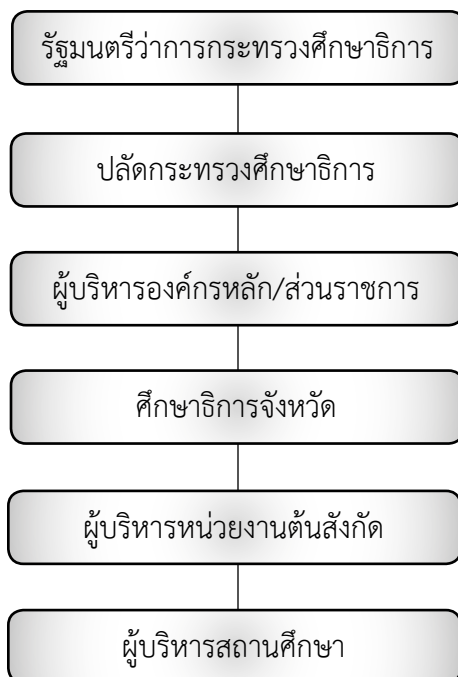 รัฐมนตรีว่าการกระทรวงศึกษาธิการ
ปลัดกระทรวงศึกษาธิการ
ผู้บริหารองค์กรหลัก/ส่วนราชการ
ศึกษาธิการจังหวัด
ผู้บริหารหน่วยงานต้นสังกัด
ผู้บริหารสถานศึกษา